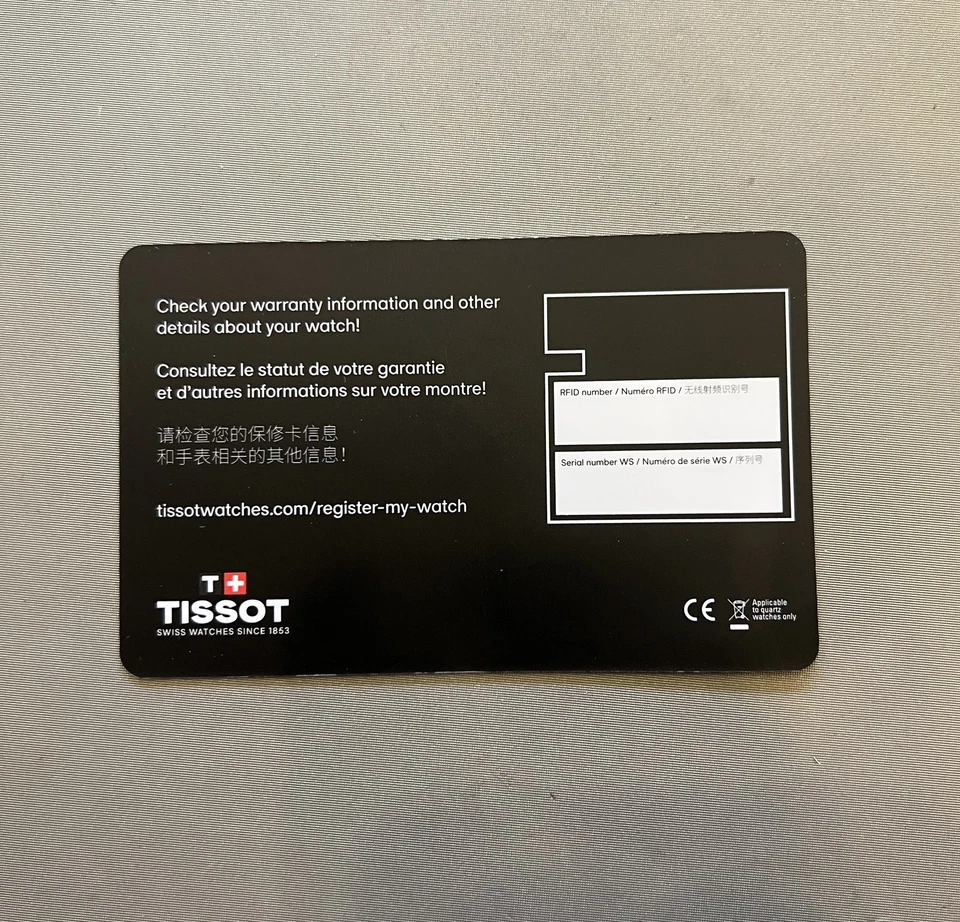 Check your warranty information and other
details about your watch!
Consultez le statut de votre garantie
et d'autres informations sur votre montre!
请检查您的保修卡信息
和手表相关的其他信息！
tissotwatches.com/register-my-watch
T+
TISSOT
SWISS WATCHES SINCE 1853
RFID number / Numéro RFID / 无线射频识别号
Serial number WS / Numéro de série WS / 序列号
CE
Applicable
to quartz
watches only